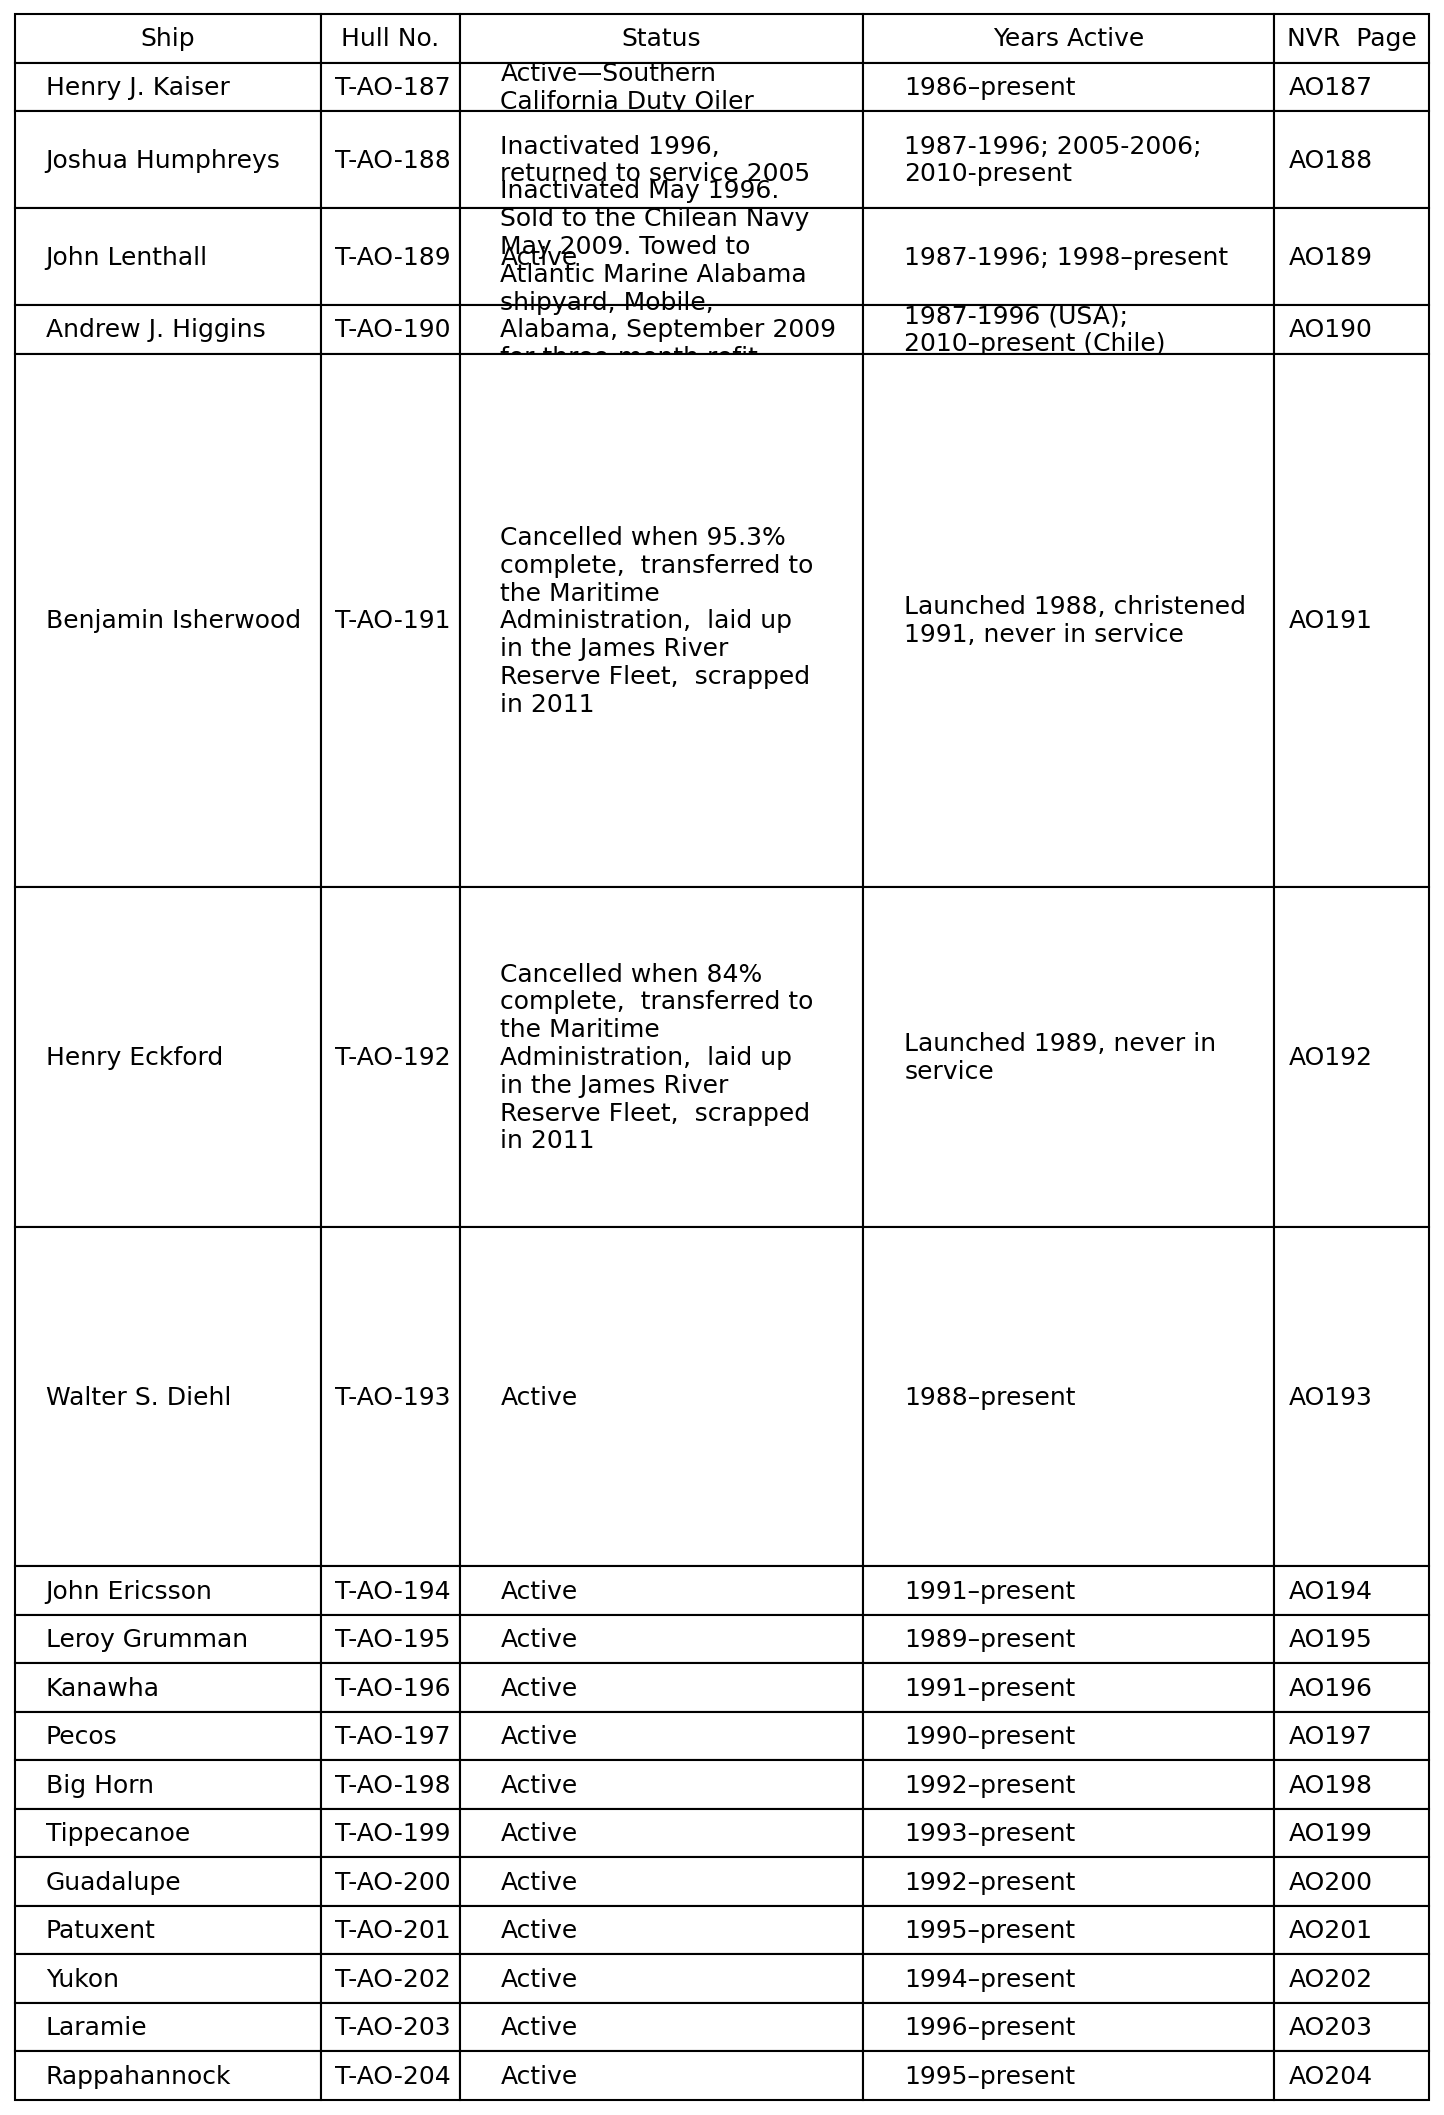 Ship Hull No. Status Years Active NVR  Page
Henry J. Kaiser T-AO-187 Active—Southern California Duty Oiler 1986–present AO187
Joshua Humphreys T-AO-188 Inactivated 1996, returned to service 2005 1987-1996; 2005-2006; 2010-present AO188
John Lenthall T-AO-189 Active 1987-1996; 1998–present AO189
Andrew J. Higgins T-AO-190 Inactivated May 1996. Sold to the Chilean Navy May 2009. Towed to Atlantic Marine Alabama shipyard, Mobile, Alabama, September 2009 for three-month refit 1987-1996 (USA); 2010–present (Chile) AO190
Benjamin Isherwood T-AO-191 Cancelled when 95.3% complete,  transferred to the Maritime Administration,  laid up in the James River Reserve Fleet,  scrapped in 2011 Launched 1988, christened 1991, never in service AO191
Henry Eckford T-AO-192 Cancelled when 84% complete,  transferred to the Maritime Administration,  laid up in the James River Reserve Fleet,  scrapped in 2011 Launched 1989, never in service AO192
Walter S. Diehl T-AO-193 Active 1988–present AO193
John Ericsson T-AO-194 Active 1991–present AO194
Leroy Grumman T-AO-195 Active 1989–present AO195
Kanawha T-AO-196 Active 1991–present AO196
Pecos T-AO-197 Active 1990–present AO197
Big Horn T-AO-198 Active 1992–present AO198
Tippecanoe T-AO-199 Active 1993–present AO199
Guadalupe T-AO-200 Active 1992–present AO200
Patuxent T-AO-201 Active 1995–present AO201
Yukon T-AO-202 Active 1994–present AO202
Laramie T-AO-203 Active 1996–present AO203
Rappahannock T-AO-204 Active 1995–present AO204